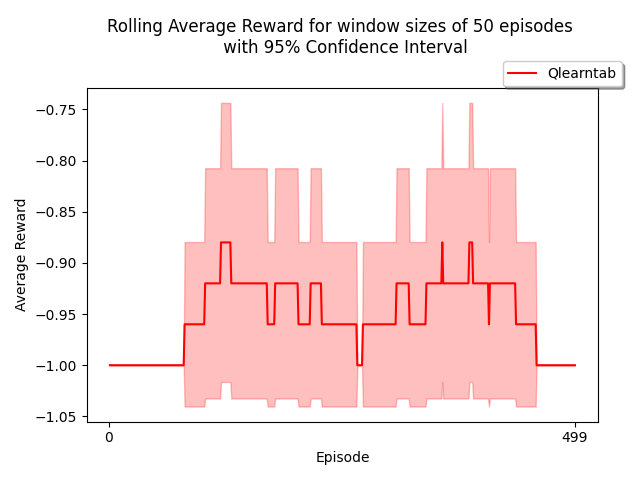 Rolling Average Reward for window sizes of 50 episodes
with 95% Confidence Interval
Qlearntab
−0.75
−0.80
−0.85
−0.90
−0.95
−1.00
−1.05
Average Reward
0
499
Episode